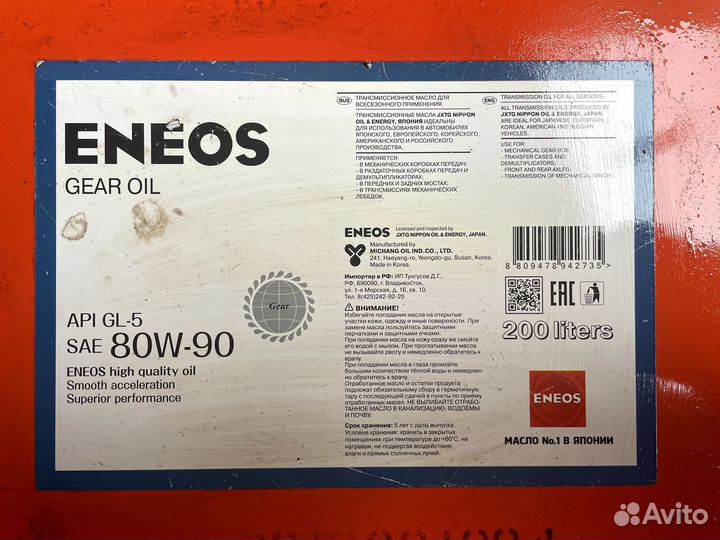 ENEOS
GEAR OIL
Gear
API GL-5
SAE 80W-90
ENEOS high quality oil
Smooth acceleration
Superior performance
RUS
ТРАНСМИССИОННОЕ МАСЛО ДЛЯ
ВСЕСЕЗОННОГО ПРИМЕНЕНИЯ.
ТРАНСМИССИОННЫЕ МАСЛА JXTG NIPPON
OIL & ENERGY, ЯПОНИЯ ИДЕАЛЬНЫ
ДЛЯ ИСПОЛЬЗОВАНИЯ В АВТОМОБИЛЯХ
ЯПОНСКОГО, ЕВРОПЕЙСКОГО, КОРЕЙСКОГО,
АМЕРИКАНСКОГО И РОССИЙСКОГО
ПРОИЗВОДСТВА.
ПРИМЕНЯЕТСЯ:
- В МЕХАНИЧЕСКИХ КОРОБКАХ ПЕРЕДАЧ;
- В РАЗДАТОЧНЫХ КОРОБКАХ ПЕРЕДАЧ И
ДЕМУЛЬТИПЛИКАТОРАХ;
- В ПЕРЕДНИХ И ЗАДНИХ МОСТАХ;
- В ТРАНСМИССИЯХ МЕХАНИЧЕСКИХ
ЛЕБЕДОК.
ENG
TRANSMISSION OIL FOR ALL SEASONS.
ALL TRANSMISSION OILS, PRODUCED BY
JXTG NIPPON OIL & ENERGY, JAPAN,
ARE IDEAL FOR JAPANESE, EUROPEAN,
KOREAN, AMERICAN AND RUSSIAN
VEHICLES.
USE FOR:
- MECHANICAL GEAR BOX;
- TRANSFER CASES AND
DEMULTIPLICATORS;
- FRONT AND REAR AXLES;
- TRANSMISSION OF MECHANICAL WINCH.
ENEOS Licensed and inspected by
JXTG NIPPON OIL & ENERGY, JAPAN.
Manufactured by
MICHANG OIL IND. CO., LTD.
241, Haeyang-ro, Yeongdo-gu, Busan, Korea.
Made in Korea.
Импортер в РФ: ИП Тунгусов Д.Г.,
РФ, 690090, г. Владивосток,
ул. 1-я Морская, д. 16, кв. 10.
Тел. 8(423)242-92-20
ВНИМАНИЕ!
Избегайте попадания масла на открытые
участки кожи, одежду и иные поверхности. При
замене масла пользуйтесь защитными
перчатками и защитными очками.
При попадании масла на кожу сразу же смойте
его водой с мылом. При проглатывании масла
не вызывайте рвоту и немедленно обратитесь к
врачу.
При попадании масла в глаза промойте
большим количеством тёплой воды и немедлен-
но обратитесь к врачу.
Отработанное масло и остатки продукта
подлежат обязательному сбору в герметичную
тару с последующей сдачей в пункты по приёму
отработанных масел. НЕ ВЫЛИВАЙТЕ ОТРАБО-
ТАННОЕ МАСЛО В КАНАЛИЗАЦИЮ, ВОДОЁМЫ
И ПОЧВУ.
Срок хранения: 5 лет с даты выпуска.
Условия хранения: хранить в закрытых
помещениях при температуре до +60°С, не
нагревая, не подвергая воздействию
влаги и прямых солнечных лучей.
8 809478 942735
EAC
200 liters
ENEOS
МАСЛО No.1 В ЯПОНИИ
Avito